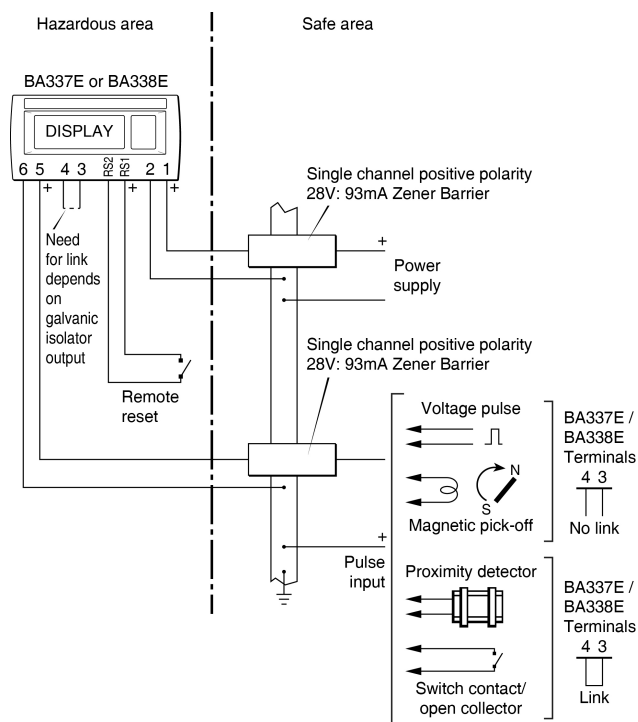 Hazardous area
Safe area
BA337E or BA338E
DISPLAY
6 5 4 3 RS2 RS1 2 1
+ + +
Need
for link
depends
on
galvanic
isolator
output
Remote
reset
Single channel positive polarity
28V: 93mA Zener Barrier
+
Power
supply
Single channel positive polarity
28V: 93mA Zener Barrier
+
Pulse
input
Voltage pulse
N
S
Magnetic pick-off
BA337E /
BA338E
Terminals
4 3
No link
Proximity detector
Switch contact/
open collector
BA337E /
BA338E
Terminals
4 3
Link